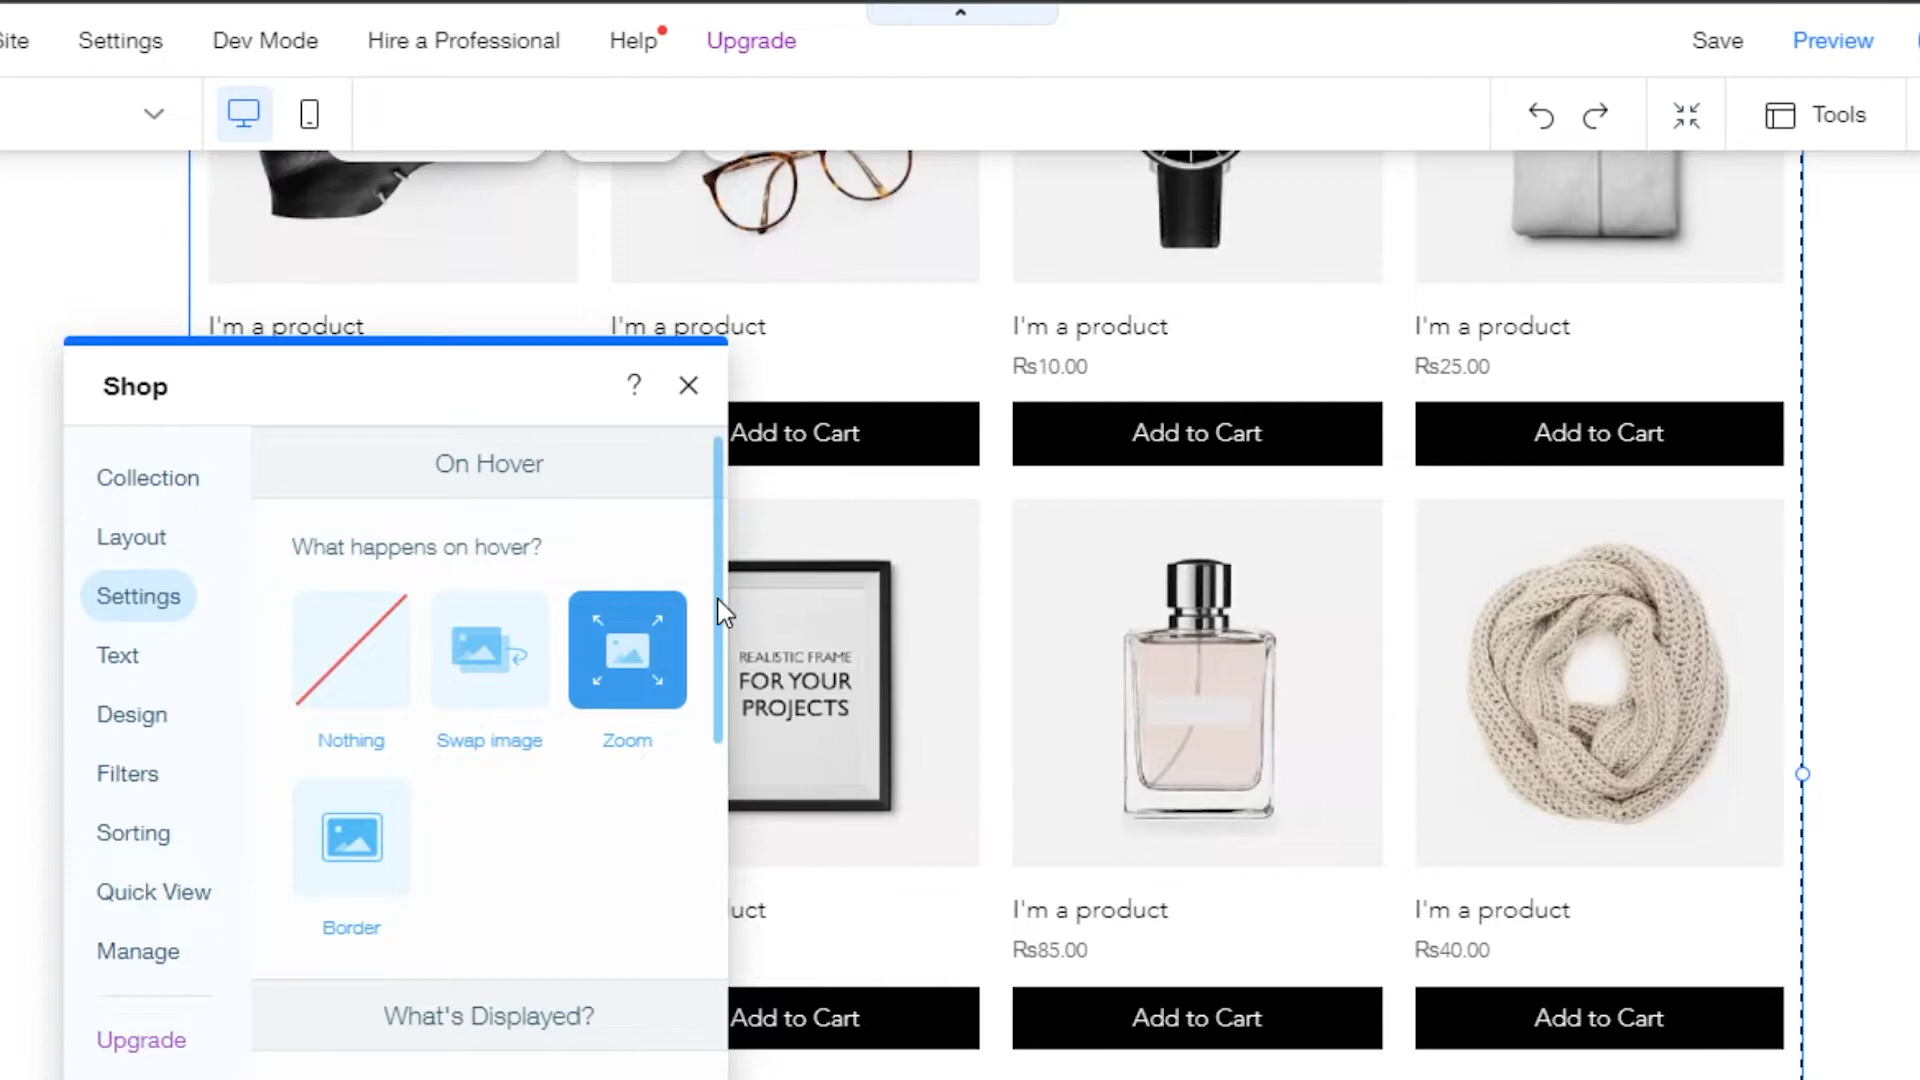 Site Settings Dev Mode Hire a Professional Help Upgrade Save Preview
Tools
I'm a product I'm a product I'm a product I'm a product
Rs10.00 Rs25.00
Shop ?
Add to Cart Add to Cart Add to Cart
Collection
Layout
Settings
Text
Design
Filters
Sorting
Quick View
Manage
Upgrade
On Hover
What happens on hover?
Nothing Swap image Zoom
Border
What's Displayed?
REALISTIC FRAME
FOR YOUR
PROJECTS
uct I'm a product I'm a product
Rs85.00 Rs40.00
Add to Cart Add to Cart Add to Cart